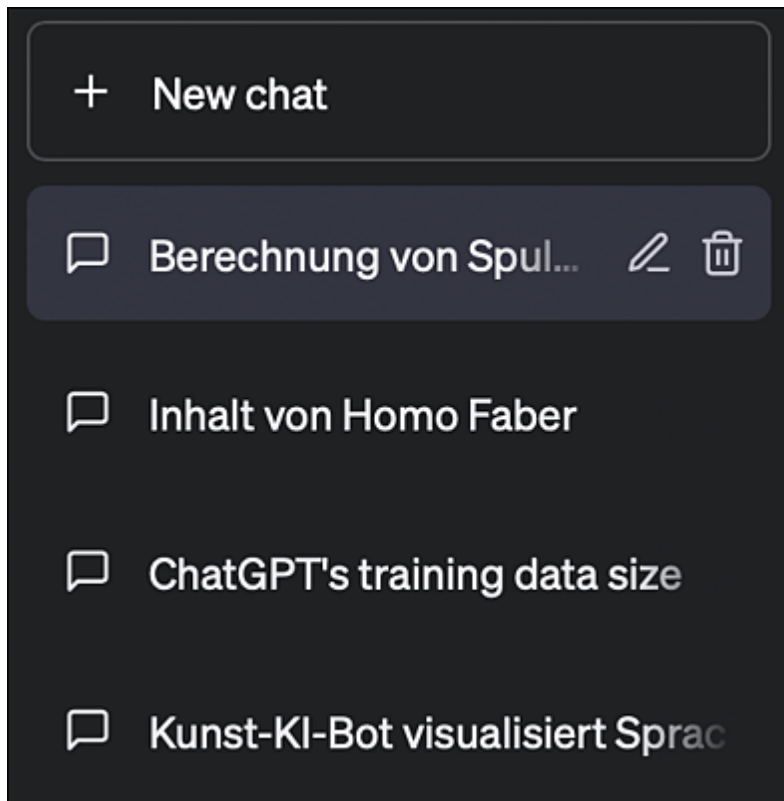 New chat
Berechnung von Spul...
Inhalt von Homo Faber
ChatGPT's training data size
Kunst-KI-Bot visualisiert Sprac